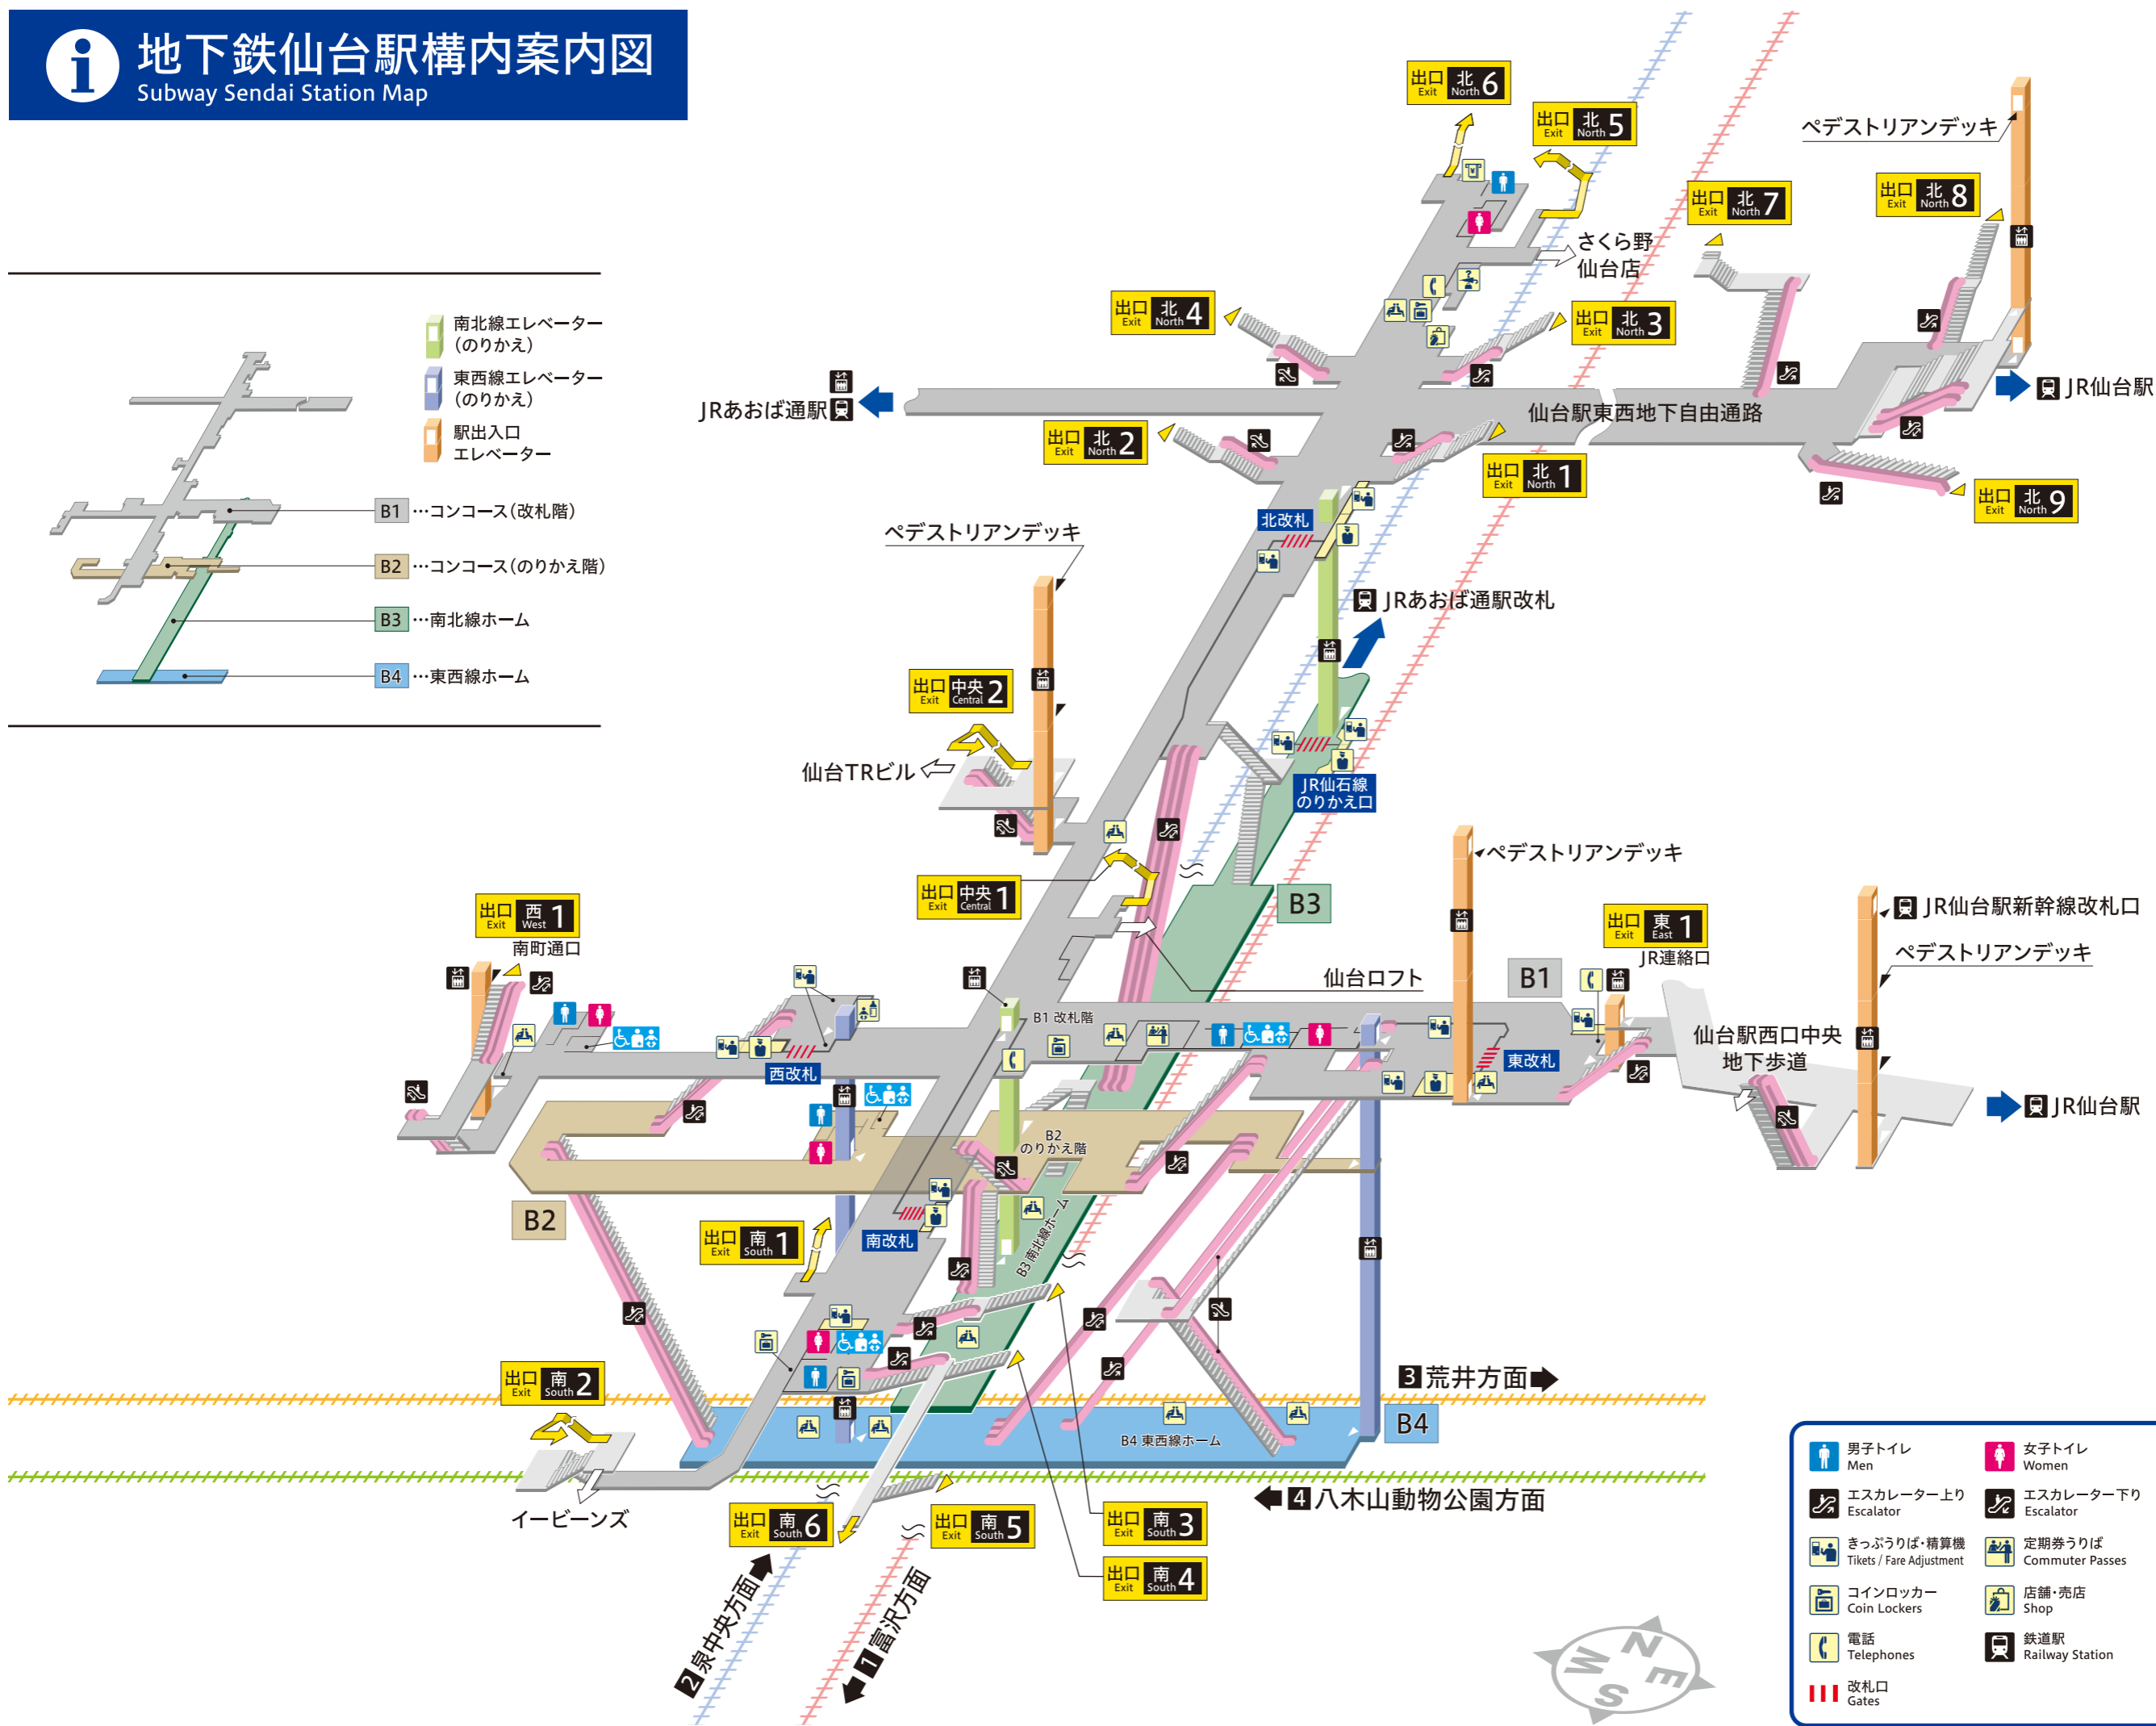 地下鉄仙台駅構内案内図
Subway Sendai Station Map
南北線エレベーター
(のりかえ)
東西線エレベーター
(のりかえ)
駅出入口
エレベーター
B1 …コンコース(改札階)
B2 …コンコース(のりかえ階)
B3 …南北線ホーム
B4 …東西線ホーム
出口 北 6
Exit North
出口 北 5
Exit North
ペデストリアンデッキ
出口 北 7
Exit North
出口 北 8
Exit North
さくら野
仙台店
出口 北 4
Exit North
出口 北 3
Exit North
JRあおば通駅
仙台駅東西地下自由通路
JR仙台駅
出口 北 2
Exit North
出口 北 1
Exit North
出口 北 9
Exit North
北改札
ペデストリアンデッキ
JRあおば通駅改札
出口 中央 2
Exit Central
仙台TRビル
JR仙石線
のりかえ口
ペデストリアンデッキ
出口 中央 1
Exit Central
B3
出口 西 1
Exit West
南町通口
出口 東 1
Exit East
JR連絡口
JR仙台駅新幹線改札口
ペデストリアンデッキ
仙台ロフト
B1
B1 改札階
仙台駅西口中央
地下歩道
西改札
東改札
JR仙台駅
B2
のりかえ階
B2
出口 南 1
Exit South
南改札
B3 南北線ホーム
出口 南 2
Exit South
3 荒井方面
B4
B4 東西線ホーム
イービーンズ
4 八木山動物公園方面
出口 南 6
Exit South
出口 南 5
Exit South
出口 南 3
Exit South
出口 南 4
Exit South
2 泉中央方面
1 富沢方面
N
E
W
S
男子トイレ
Men
女子トイレ
Women
エスカレーター上り
Escalator
エスカレーター下り
Escalator
きっぷうりば・精算機
Tikets / Fare Adjustment
定期券うりば
Commuter Passes
コインロッカー
Coin Lockers
店舗・売店
Shop
電話
Telephones
鉄道駅
Railway Station
改札口
Gates